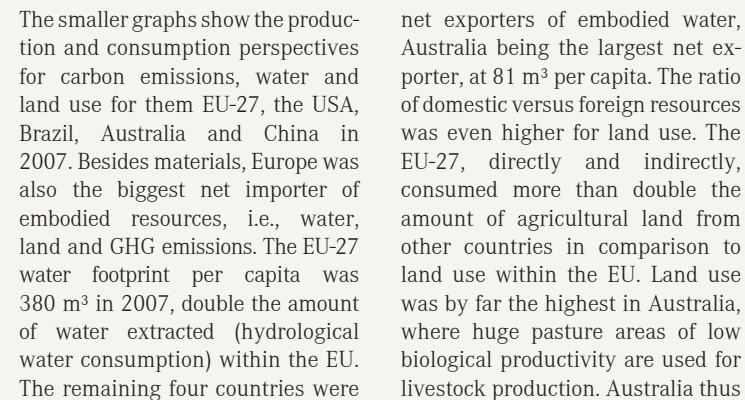 The smaller graphs show the produc-
tion and consumption perspectives
for carbon emissions, water and
land use for them EU-27, the USA,
Brazil, Australia and China in
2007. Besides materials, Europe was
also the biggest net importer of
embodied resources, i.e., water,
land and GHG emissions. The EU-27
water footprint per capita was
380 m³ in 2007, double the amount
of water extracted (hydrological
water consumption) within the EU.
The remaining four countries were
net exporters of embodied water,
Australia being the largest net ex-
porter, at 81 m³ per capita. The ratio
of domestic versus foreign resources
was even higher for land use. The
EU-27, directly and indirectly,
consumed more than double the
amount of agricultural land from
other countries in comparison to
land use within the EU. Land use
was by far the highest in Australia,
where huge pasture areas of low
biological productivity are used for
livestock production. Australia thus